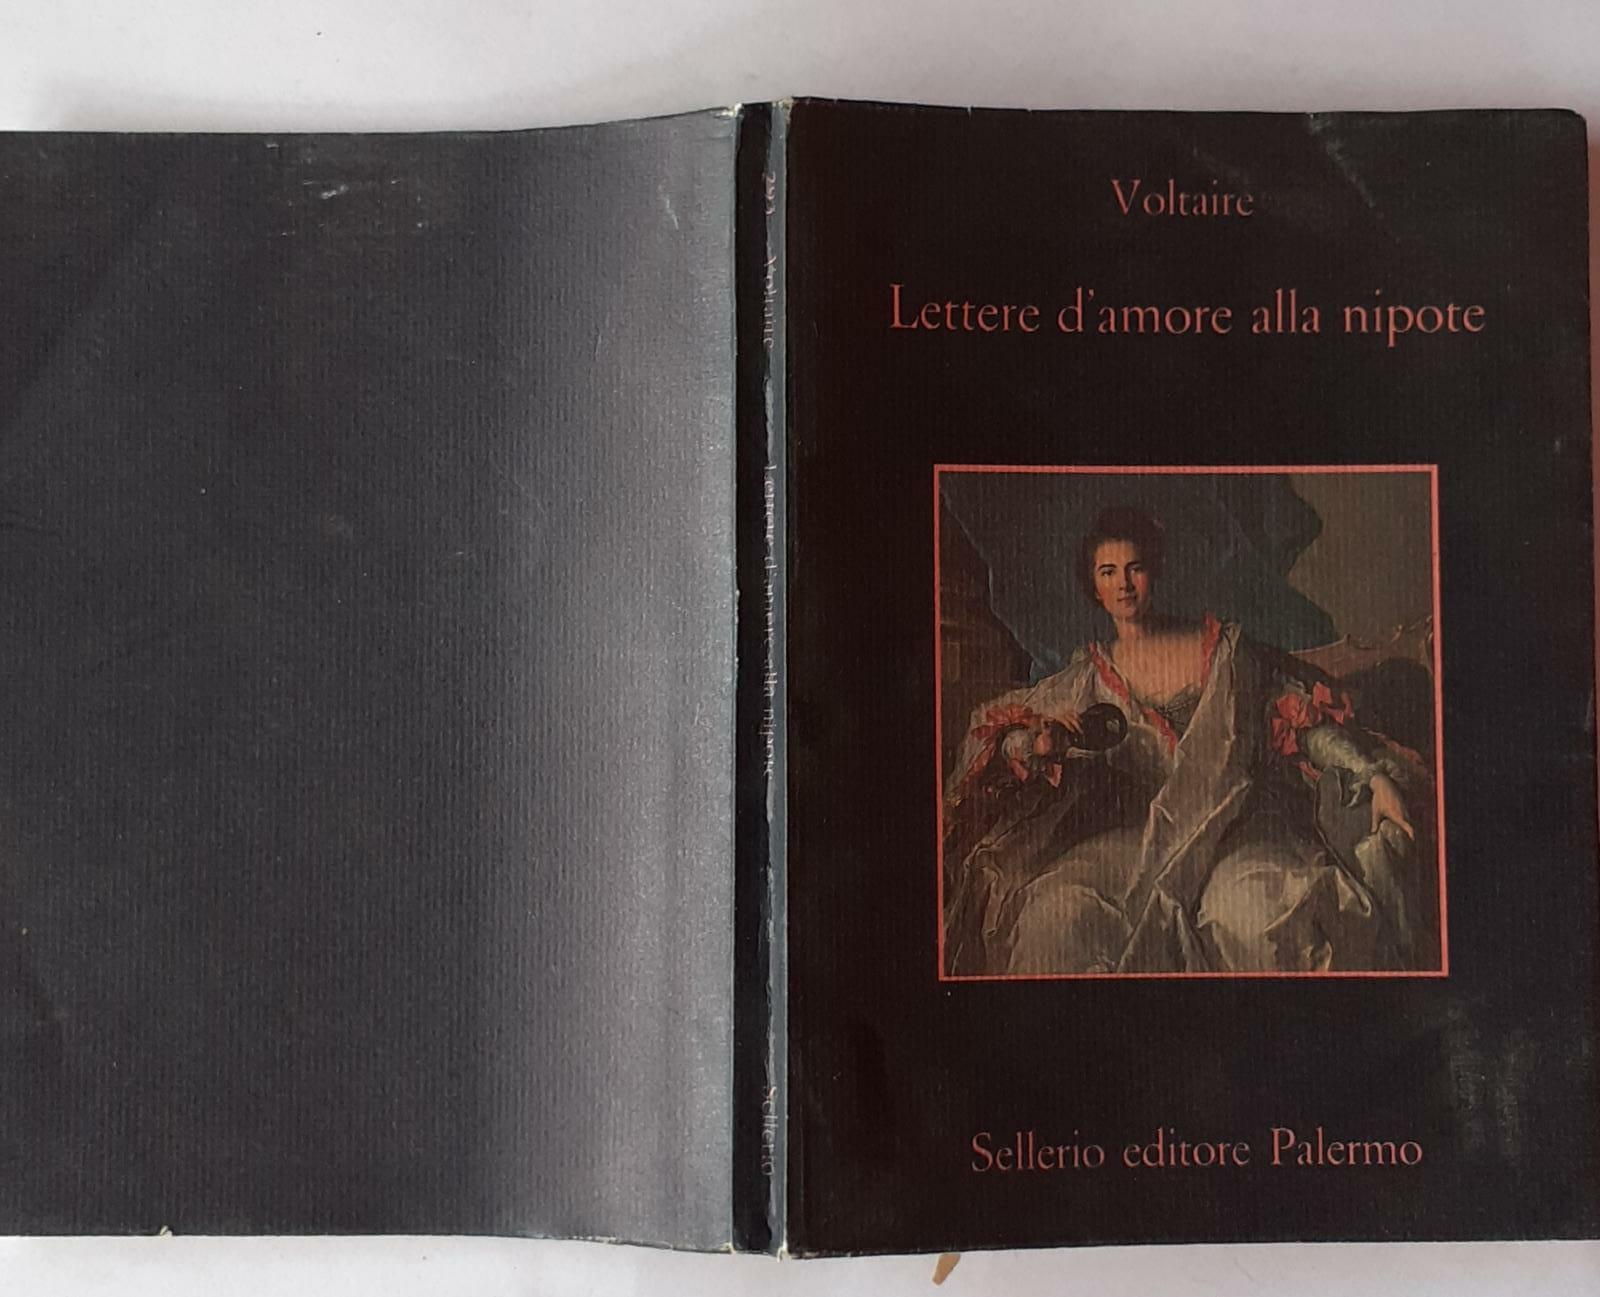 Voltaire
Lettere d'amore alla nipote
Sellerio editore Palermo
Voltaire Lettere d'amore alla nipote Sellerio